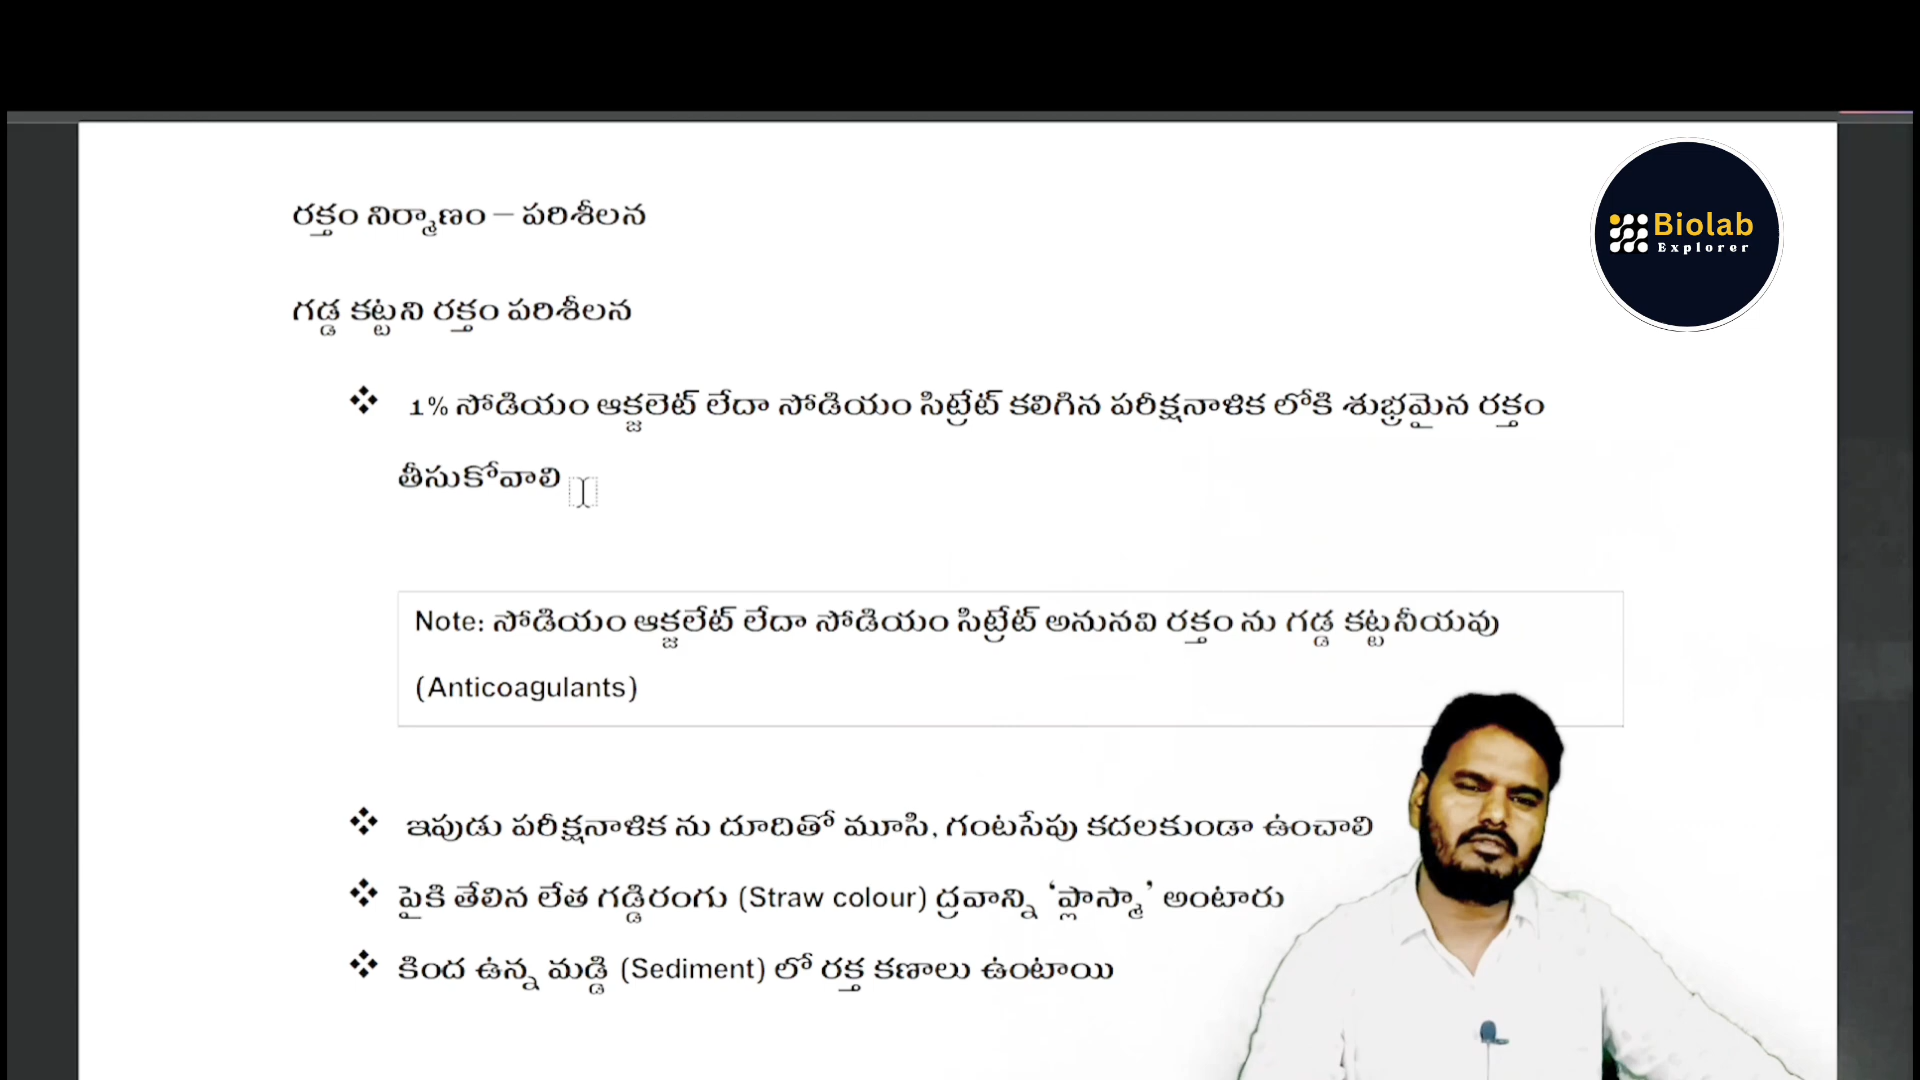 Biolab
Explorer
రక్తం నిర్మాణం – పరిశీలన
గడ్డ కట్టని రక్తం పరిశీలన
❖ 1% సోడియం ఆక్జలెట్ లేదా సోడియం సిట్రేట్ కలిగిన పరీక్షనాళిక లోకి శుభ్రమైన రక్తం
తీసుకోవాలి
Note: సోడియం ఆక్జలేట్ లేదా సోడియం సిట్రేట్ అనునవి రక్తం ను గడ్డ కట్టనీయవు
(Anticoagulants)
❖ ఇపుడు పరీక్షనాళిక ను దూదితో మూసి, గంటసేపు కదలకుండా ఉంచాలి
❖ పైకి తేలిన లేత గడ్డిరంగు (Straw colour) ద్రవాన్ని ‘ప్లాస్మా’ అంటారు
❖ కింద ఉన్న మడ్డి (Sediment) లో రక్త కణాలు ఉంటాయి